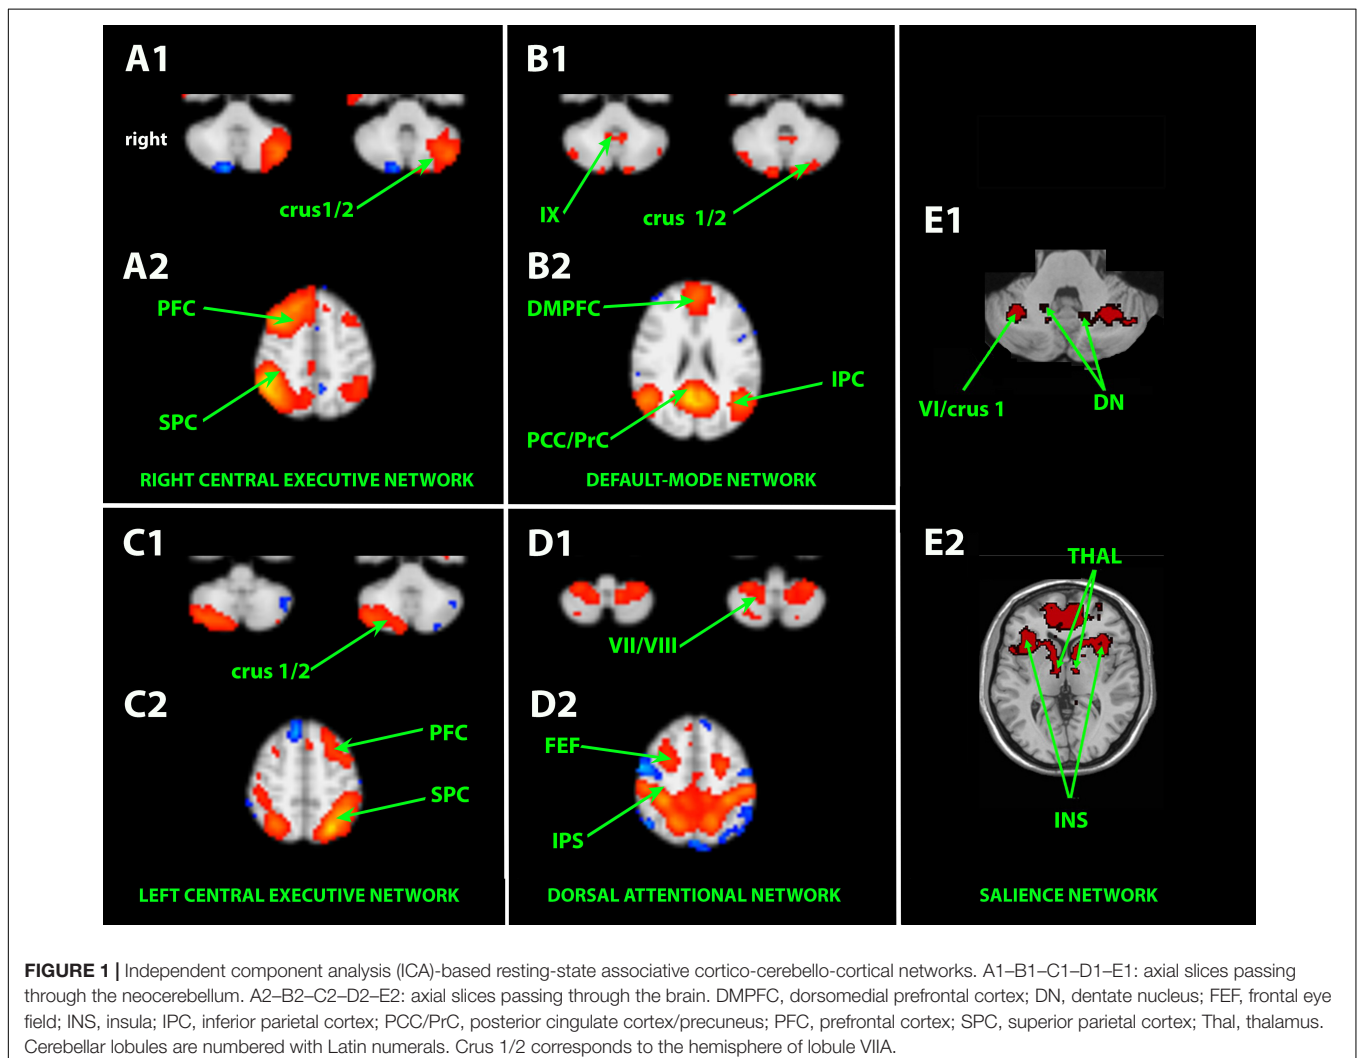 A1
right
crus1/2
A2
PFC
SPC
RIGHT CENTRAL EXECUTIVE NETWORK
B1
IX
crus 1/2
B2
DMPFC
IPC
PCC/PrC
DEFAULT-MODE NETWORK
C1
crus 1/2
C2
PFC
SPC
LEFT CENTRAL EXECUTIVE NETWORK
D1
VII/VIII
D2
FEF
IPS
DORSAL ATTENTIONAL NETWORK
E1
VI/crus 1
DN
E2
THAL
INS
SALIENCE NETWORK
FIGURE 1 | Independent component analysis (ICA)-based resting-state associative cortico-cerebello-cortical networks. A1–B1–C1–D1–E1: axial slices passing
through the neocerebellum. A2–B2–C2–D2–E2: axial slices passing through the brain. DMPFC, dorsomedial prefrontal cortex; DN, dentate nucleus; FEF, frontal eye
field; INS, insula; IPC, inferior parietal cortex; PCC/PrC, posterior cingulate cortex/precuneus; PFC, prefrontal cortex; SPC, superior parietal cortex; Thal, thalamus.
Cerebellar lobules are numbered with Latin numerals. Crus 1/2 corresponds to the hemisphere of lobule VIIA.